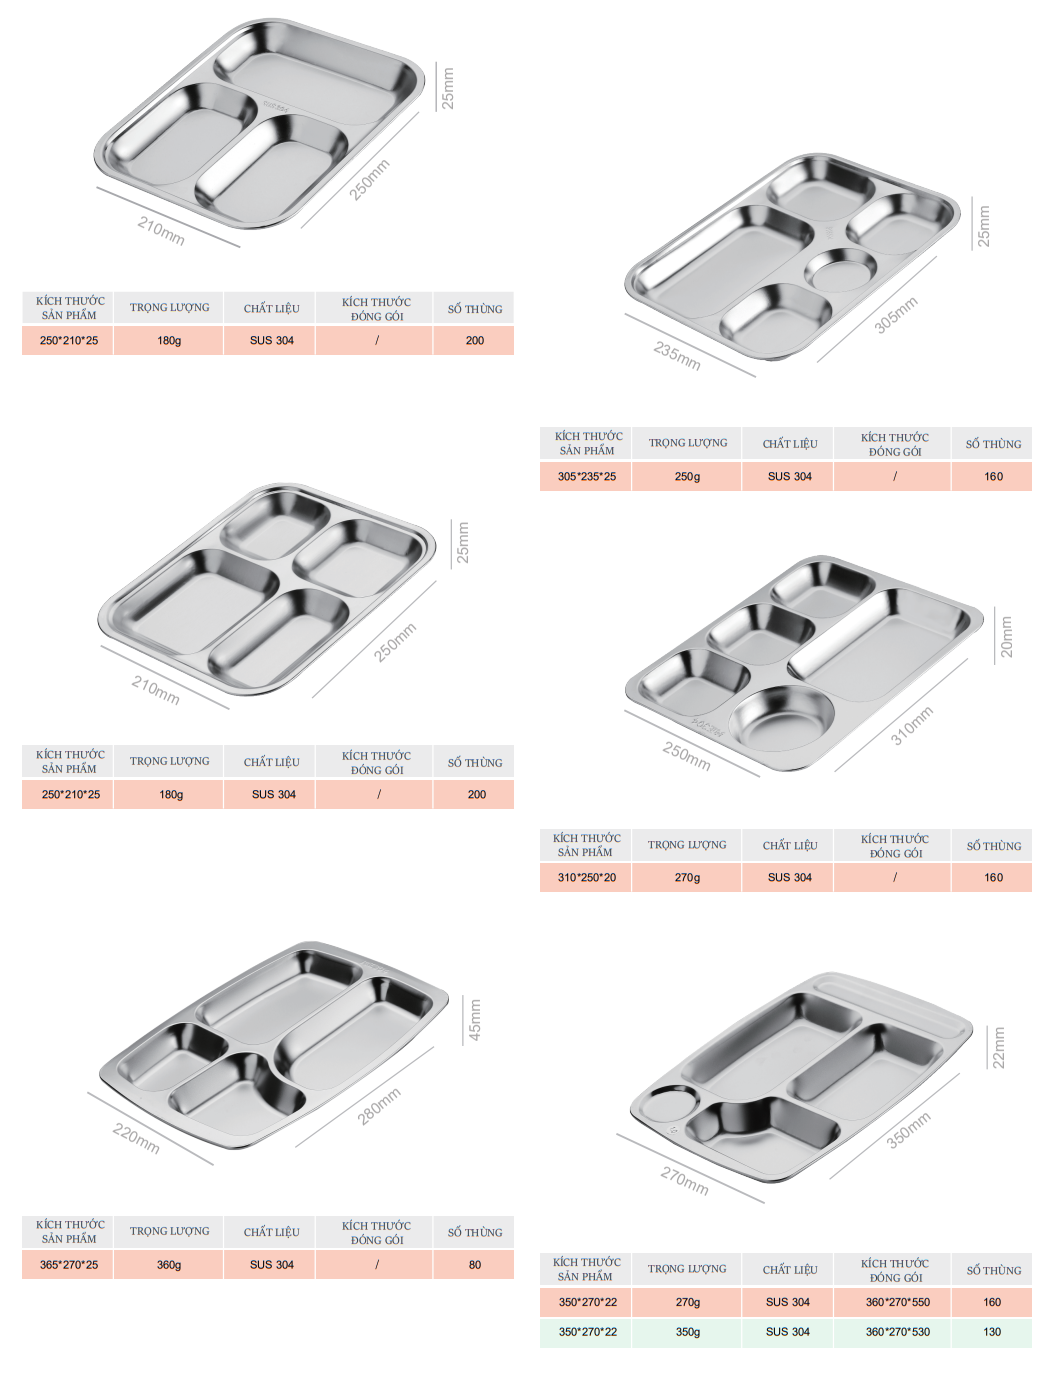 25mm
250mm
210mm
KÍCH THƯỚC SẢN PHẨM TRỌNG LƯỢNG CHẤT LIỆU KÍCH THƯỚC ĐÓNG GÓI SỐ THÙNG
250*210*25 180g SUS 304 / 200
25mm
305mm
235mm
KÍCH THƯỚC SẢN PHẨM TRỌNG LƯỢNG CHẤT LIỆU KÍCH THƯỚC ĐÓNG GÓI SỐ THÙNG
305*235*25 250g SUS 304 / 160
25mm
250mm
210mm
KÍCH THƯỚC SẢN PHẨM TRỌNG LƯỢNG CHẤT LIỆU KÍCH THƯỚC ĐÓNG GÓI SỐ THÙNG
250*210*25 180g SUS 304 / 200
20mm
310mm
250mm
KÍCH THƯỚC SẢN PHẨM TRỌNG LƯỢNG CHẤT LIỆU KÍCH THƯỚC ĐÓNG GÓI SỐ THÙNG
310*250*20 270g SUS 304 / 160
45mm
280mm
220mm
KÍCH THƯỚC SẢN PHẨM TRỌNG LƯỢNG CHẤT LIỆU KÍCH THƯỚC ĐÓNG GÓI SỐ THÙNG
365*270*25 360g SUS 304 / 80
22mm
350mm
270mm
KÍCH THƯỚC SẢN PHẨM TRỌNG LƯỢNG CHẤT LIỆU KÍCH THƯỚC ĐÓNG GÓI SỐ THÙNG
350*270*22 270g SUS 304 360*270*550 160
350*270*22 350g SUS 304 360*270*530 130